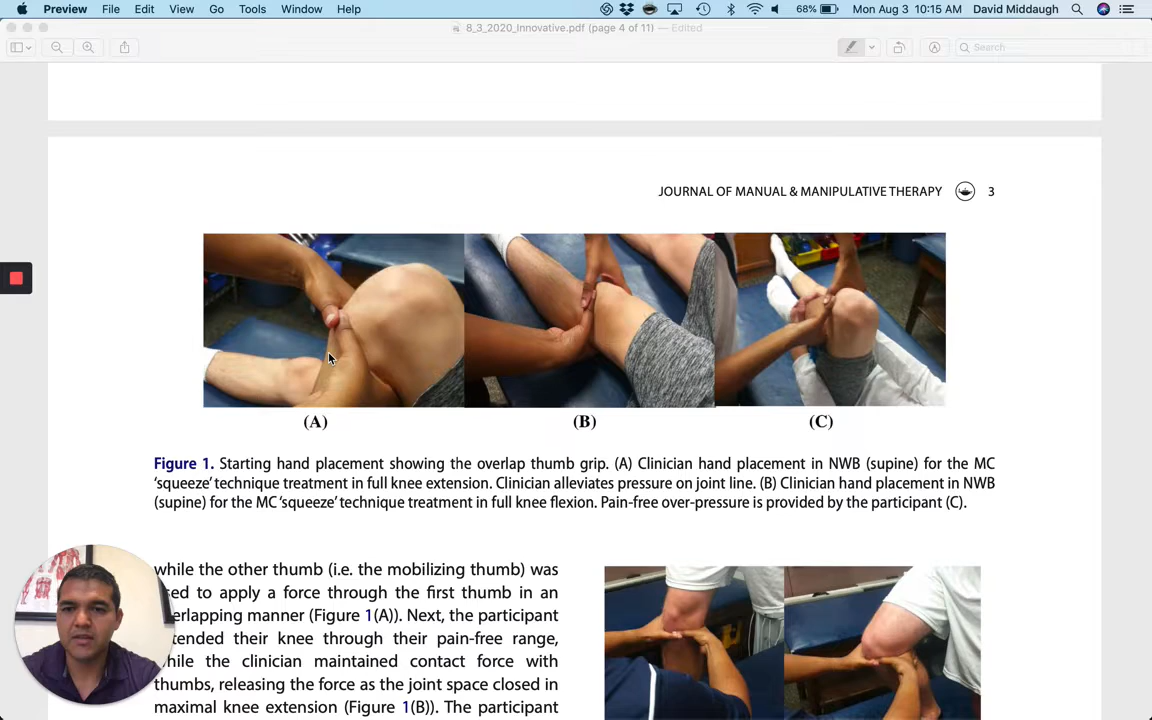 Preview File Edit View Go Tools Window Help 68% Mon Aug 3 10:15 AM David Middaugh
8_3_2020_Innovative.pdf (page 4 of 11) — Edited
Search
JOURNAL OF MANUAL & MANIPULATIVE THERAPY 3
(A) (B) (C)
Figure 1. Starting hand placement showing the overlap thumb grip. (A) Clinician hand placement in NWB (supine) for the MC
'squeeze' technique treatment in full knee extension. Clinician alleviates pressure on joint line. (B) Clinician hand placement in NWB
(supine) for the MC 'squeeze' technique treatment in full knee flexion. Pain-free over-pressure is provided by the participant (C).
while the other thumb (i.e. the mobilizing thumb) was
sed to apply a force through the first thumb in an
erlapping manner (Figure 1(A)). Next, the participant
tended their knee through their pain-free range,
hile the clinician maintained contact force with
thumbs, releasing the force as the joint space closed in
maximal knee extension (Figure 1(B)). The participant